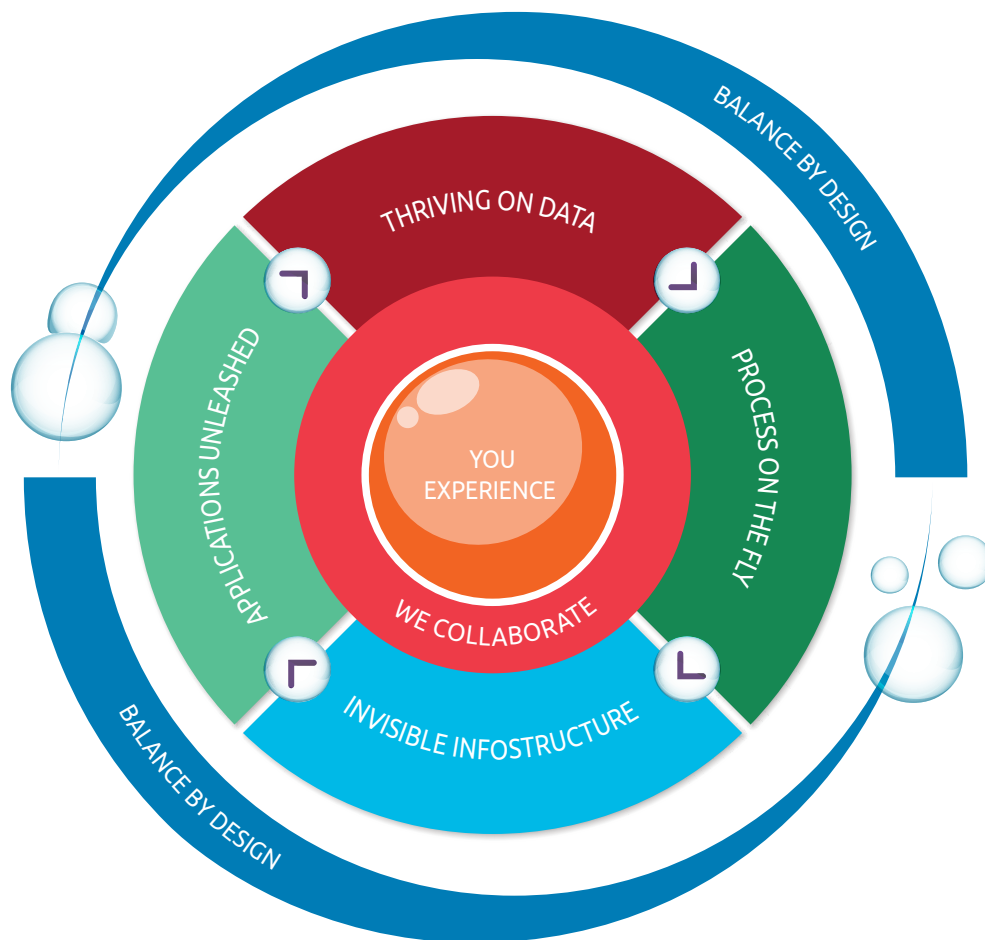 BALANCE BY DESIGN
THRIVING ON DATA
APPLICATIONS UNLEASHED
PROCESS ON THE FLY
YOU
EXPERIENCE
WE COLLABORATE
INVISIBLE INFOSTRUCTURE
BALANCE BY DESIGN